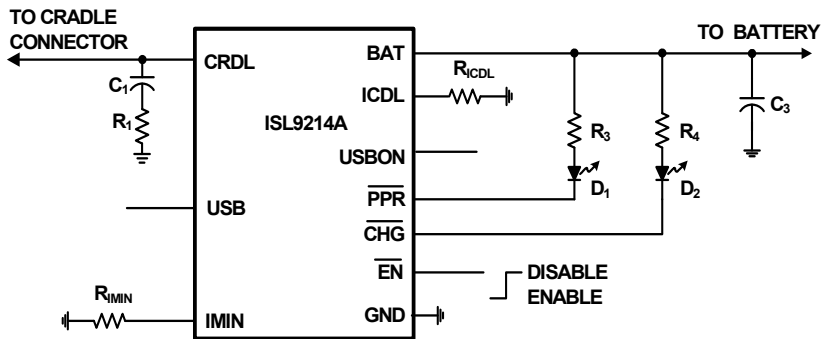 TO CRADLE
CONNECTOR
CRDL
C1
R1
USB
RIMIN
IMIN
ISL9214A
BAT
ICDL
RICDL
USBON
PPR
CHG
EN
GND
TO BATTERY
R3
R4
C3
D1
D2
DISABLE
ENABLE